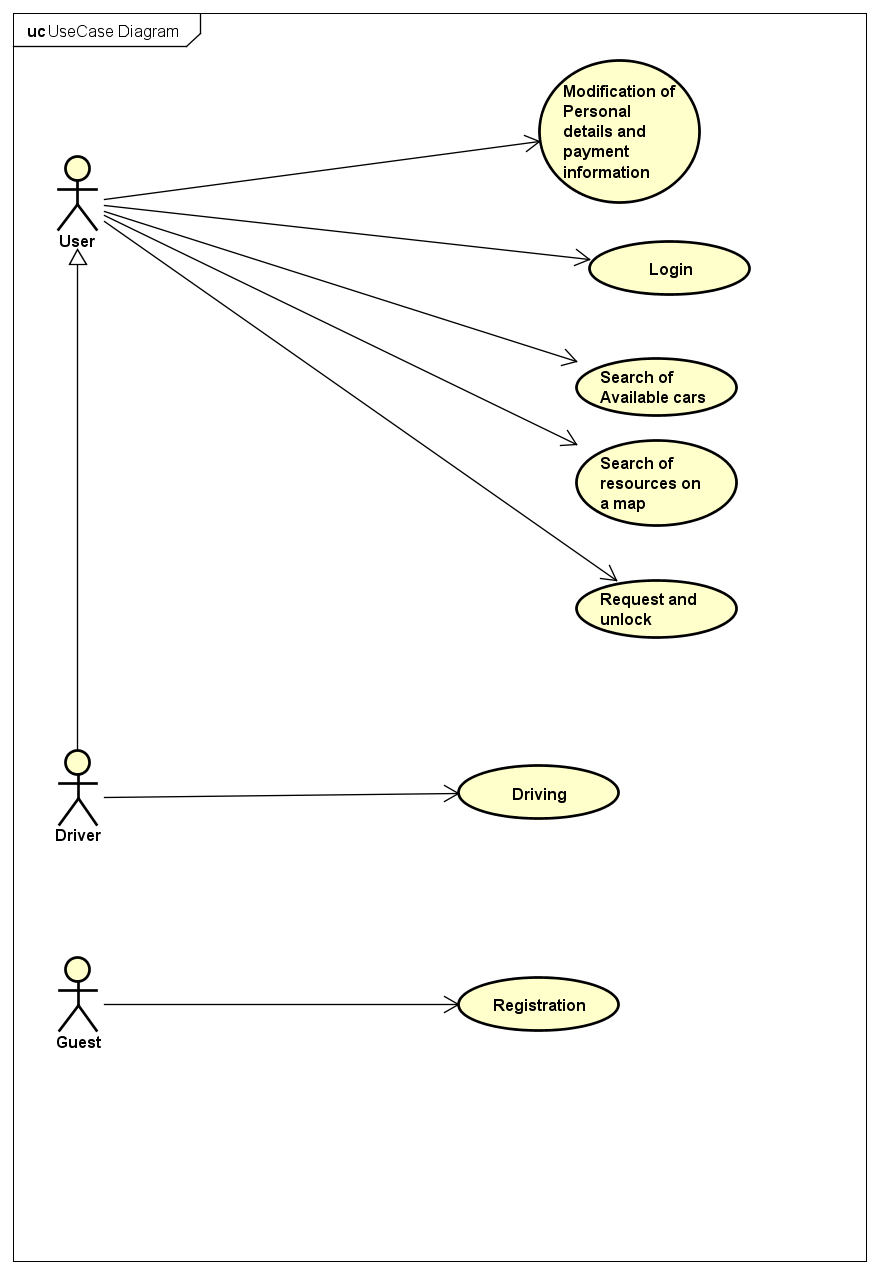 uc UseCase Diagram
Modification of
Personal
details and
payment
information
User
Login
Search of
Available cars
Search of
resources on
a map
Request and
unlock
Driving
Driver
Registration
Guest